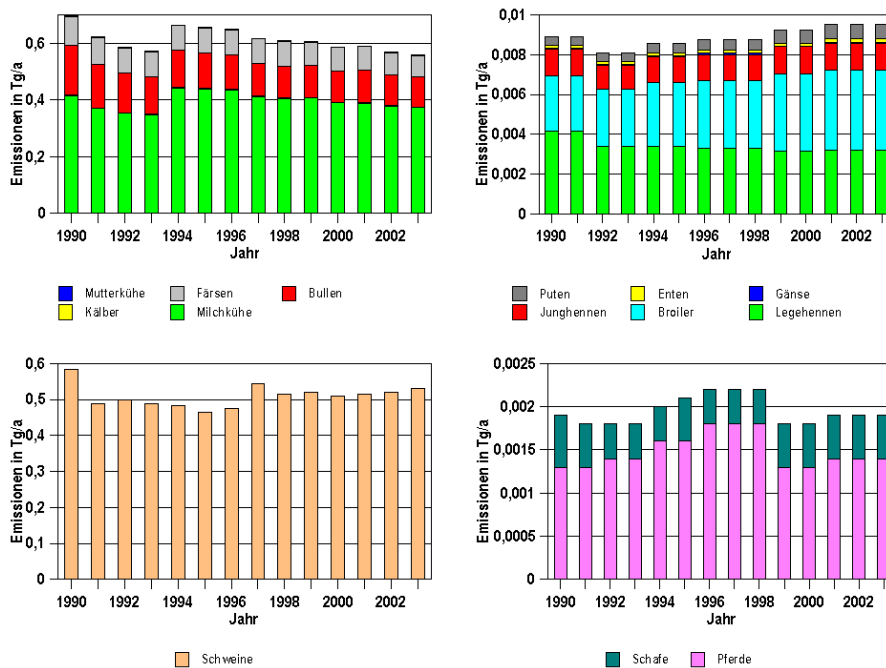 Emissionen in Tg/a
0,6
0,4
0,2
0
1990 1992 1994 1996 1998 2000 2002
Jahr
Mutterkühe Färsen Bullen
Kälber Milchkühe
Emissionen in Tg/a
0,01
0,008
0,006
0,004
0,002
0
1990 1992 1994 1996 1998 2000 2002
Jahr
Puten Enten Gänse
Junghennen Broiler Legehennen
Emissionen in Tg/a
0,6
0,5
0,4
0,3
0,2
0,1
0
1990 1992 1994 1996 1998 2000 2002
Jahr
Schweine
Emissionen in Tg/a
0,0025
0,002
0,0015
0,001
0,0005
0
1990 1992 1994 1996 1998 2000 2002
Jahr
Schafe Pferde